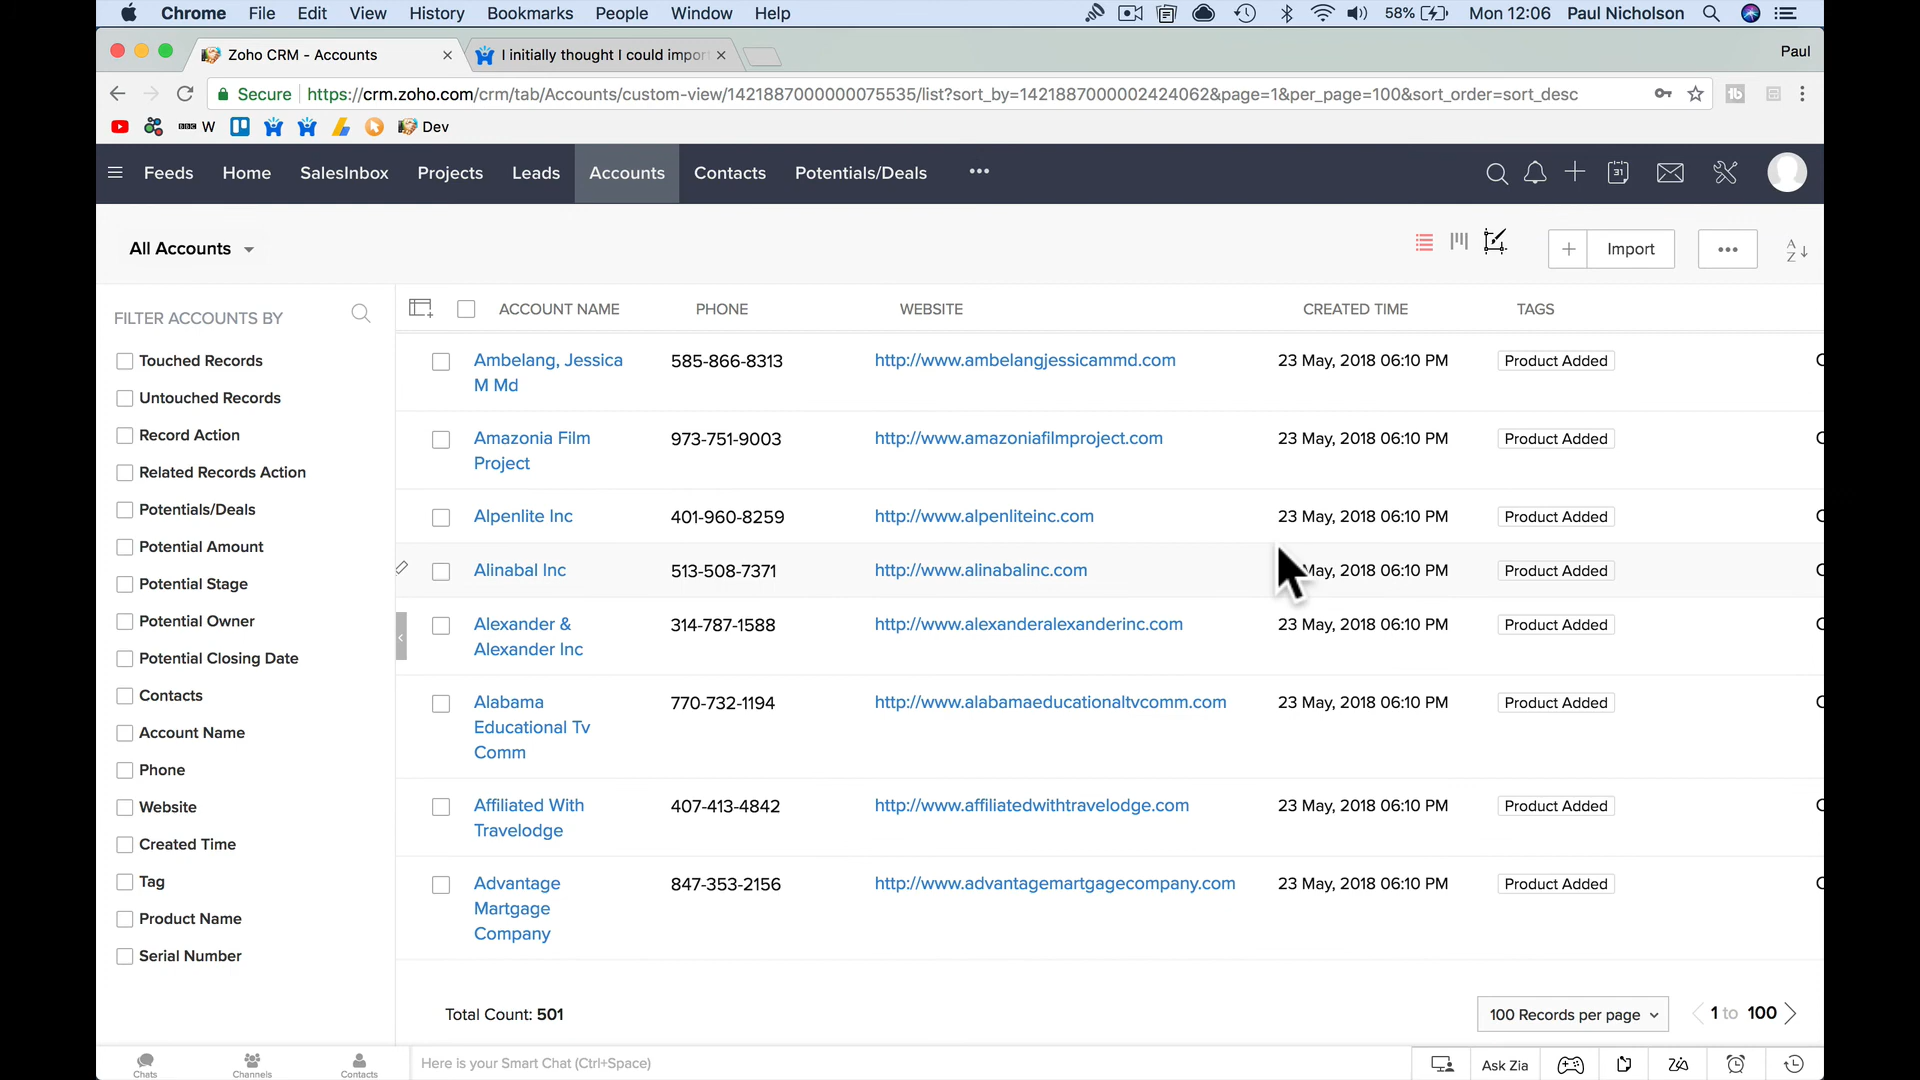 Chrome File Edit View History Bookmarks People Window Help 58% Mon 12:06 Paul Nicholson
Zoho CRM - Accounts I initially thought I could impor Paul
Secure https://crm.zoho.com/crm/tab/Accounts/custom-view/1421887000000075535/list?sort_by=1421887000002424062&page=1&per_page=100&sort_order=sort_desc
BBC W Dev
Feeds Home SalesInbox Projects Leads Accounts Contacts Potentials/Deals ••• 31
All Accounts + Import ••• A Z
FILTER ACCOUNTS BY ACCOUNT NAME PHONE WEBSITE CREATED TIME TAGS
Touched Records
Untouched Records
Record Action
Related Records Action
Potentials/Deals
Potential Amount
Potential Stage
Potential Owner
Potential Closing Date
Contacts
Account Name
Phone
Website
Created Time
Tag
Product Name
Serial Number
Ambelang, Jessica 585-866-8313 http://www.ambelangjessicammd.com 23 May, 2018 06:10 PM Product Added
M Md
Amazonia Film 973-751-9003 http://www.amazoniafilmproject.com 23 May, 2018 06:10 PM Product Added
Project
Alpenlite Inc 401-960-8259 http://www.alpenliteinc.com 23 May, 2018 06:10 PM Product Added
Alinabal Inc 513-508-7371 http://www.alinabalinc.com May, 2018 06:10 PM Product Added
Alexander & 314-787-1588 http://www.alexanderalexanderinc.com 23 May, 2018 06:10 PM Product Added
Alexander Inc
Alabama 770-732-1194 http://www.alabamaeducationaltvcomm.com 23 May, 2018 06:10 PM Product Added
Educational Tv
Comm
Affiliated With 407-413-4842 http://www.affiliatedwithtravelodge.com 23 May, 2018 06:10 PM Product Added
Travelodge
Advantage 847-353-2156 http://www.advantagemartgagecompany.com 23 May, 2018 06:10 PM Product Added
Martgage
Company
Total Count: 501 100 Records per page 1 to 100
Chats Channels Contacts Here is your Smart Chat (Ctrl+Space) Ask Zia